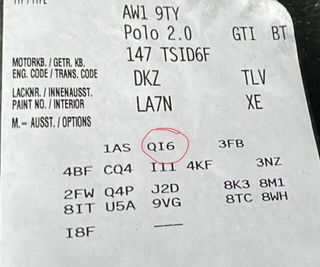 AW1 9TY
Polo 2.0 GTI BT
147 TSID6F
MOTORKB. / GETR. KB.
ENG. CODE / TRANS. CODE
DKZ TLV
LACKNR. / INNENAUSST.
PAINT NO. / INTERIOR
LA7N XE
M. – AUSST. / OPTIONS
1AS QI6 3FB
4BF CQ4 III 4KF 3NZ
2FW Q4P J2D 8K3 8M1
8IT U5A 9VG 8TC 8WH
I8F